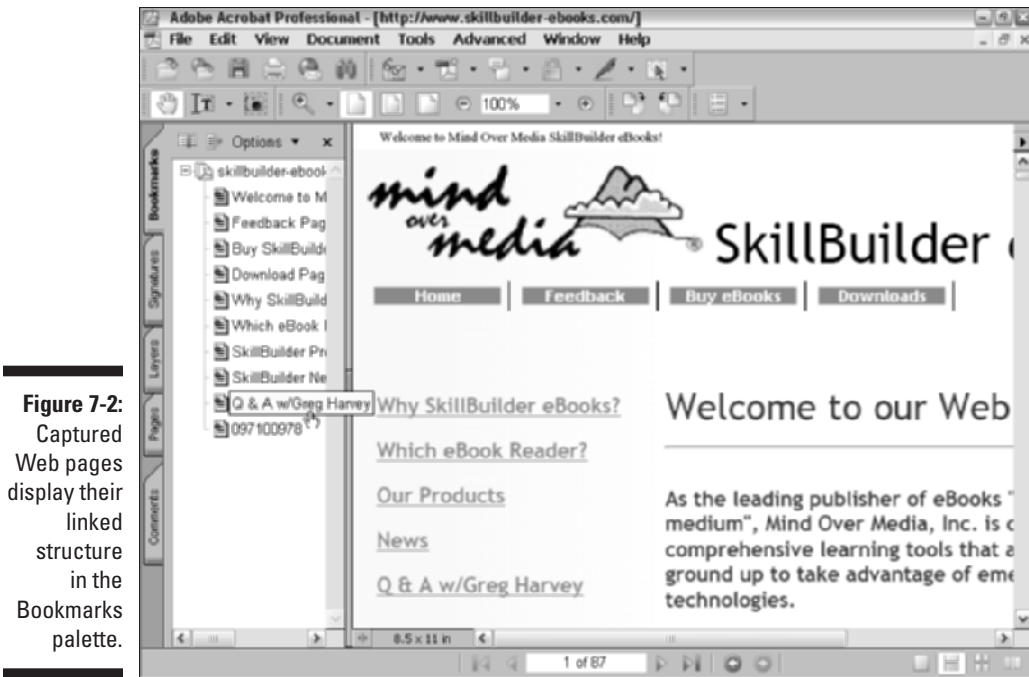 Adobe Acrobat Professional - [http://www.skillbuilder-ebooks.com/]
File Edit View Document Tools Advanced Window Help
100%
Options
Bookmarks
Signatures
Layers
Pages
Comments
skillbuilder-ebook
Welcome to M
Feedback Pag
Buy SkillBuilde
Download Pag
Why SkillBuild
Which eBook
SkillBuilder Pr
SkillBuilder Ne
Q & A w/Greg Harvey
097100978
Welcome to Mind Over Media SkillBuilder eBooks!
mind
over
media
®
SkillBuilder e
Home Feedback Buy eBooks Downloads
Why SkillBuilder eBooks?
Which eBook Reader?
Our Products
News
Q & A w/Greg Harvey
Welcome to our Web
As the leading publisher of eBooks "
medium", Mind Over Media, Inc. is c
comprehensive learning tools that a
ground up to take advantage of eme
technologies.
8.5 x 11 in
1 of 87
Figure 7-2:
Captured
Web pages
display their
linked
structure
in the
Bookmarks
palette.